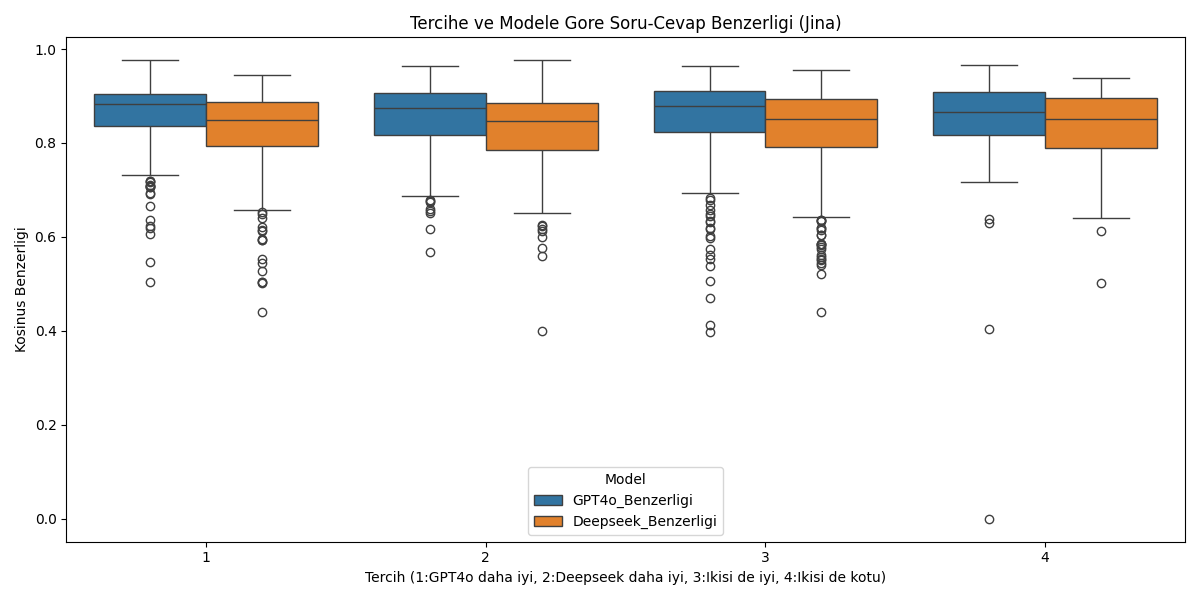 Tercihe ve Modele Gore Soru-Cevap Benzerligi (Jina)
Kosinus Benzerligi
1.0
0.8
0.6
0.4
0.2
0.0
Model
GPT4o_Benzerligi
Deepseek_Benzerligi
1
2
3
4
Tercih (1:GPT4o daha iyi, 2:Deepseek daha iyi, 3:Ikisi de iyi, 4:Ikisi de kotu)